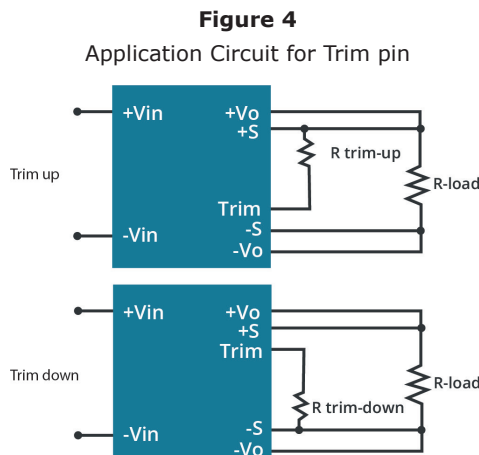 Figure 4
Application Circuit for Trim pin
+Vin
+Vo
+S
R trim-up
Trim up
R-load
Trim
-S
-Vin
-Vo
+Vin
+Vo
+S
Trim
Trim down
R-load
R trim-down
-S
-Vin
-Vo